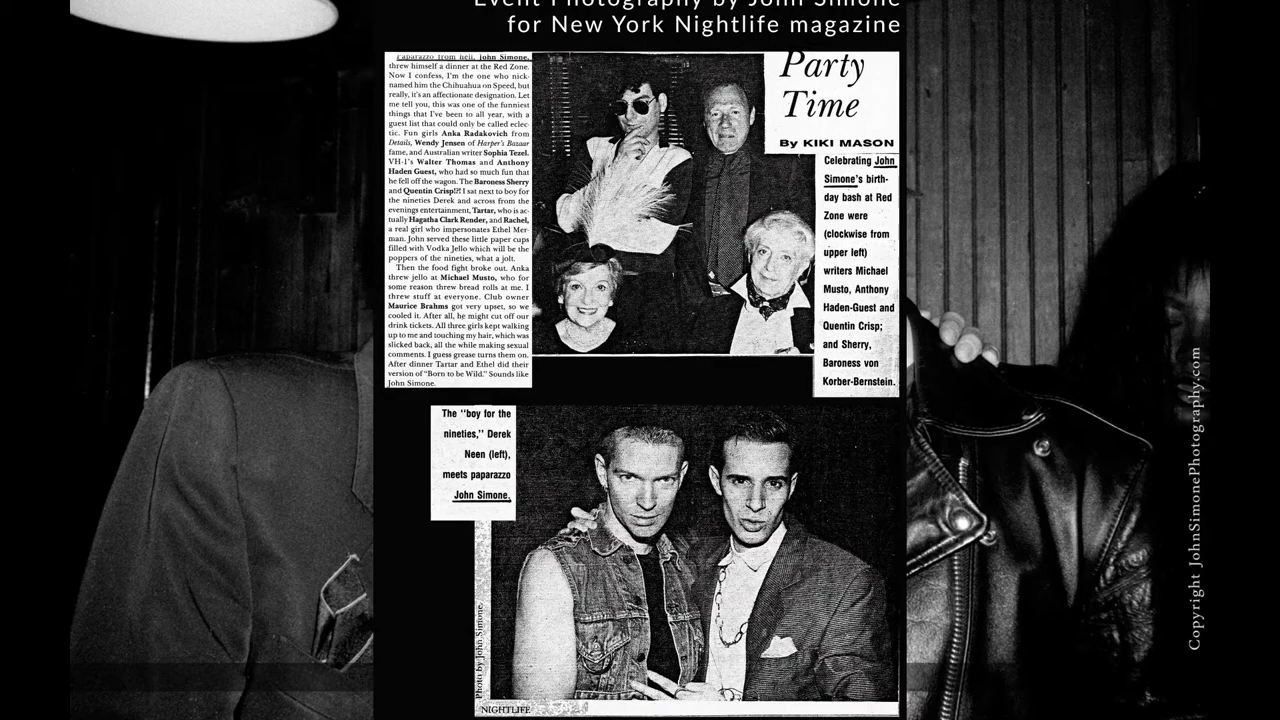 Event Photography by John Simone
for New York Nightlife magazine
Paparazzo from hell, John Simone,
threw himself a dinner at the Red Zone.
Now I confess, I'm the one who nick-
named him the Chihuahua on Speed, but
really, it's an affectionate designation. Let
me tell you, this was one of the funniest
things that I've been to all year, with a
guest list that could only be called eclec-
tic. Fun girls Anka Radakovich from
Details, Wendy Jensen of Harper's Bazaar
fame, and Australian writer Sophia Tezel.
VH-1's Walter Thomas and Anthony
Haden Guest, who had so much fun that
he fell off the wagon. The Baroness Sherry
and Quentin Crisp!?! I sat next to boy for
the nineties Derek and across from the
evenings entertainment, Tartar, who is ac-
tually Hagatha Clark Render, and Rachel,
a real girl who impersonates Ethel Mer-
man. John served these little paper cups
filled with Vodka Jello which will be the
poppers of the nineties, what a jolt.
Then the food fight broke out. Anka
threw jello at Michael Musto, who for
some reason threw bread rolls at me. I
threw stuff at everyone. Club owner
Maurice Brahms got very upset, so we
cooled it. After all, he might cut off our
drink tickets. All three girls kept walking
up to me and touching my hair, which was
slicked back, all the while making sexual
comments. I guess grease turns them on.
After dinner Tartar and Ethel did their
version of "Born to be Wild." Sounds like
John Simone.
Party
Time
By KIKI MASON
Celebrating John
Simone's birth-
day bash at Red
Zone were
(clockwise from
upper left)
writers Michael
Musto, Anthony
Haden-Guest and
Quentin Crisp;
and Sherry,
Baroness von
Korber-Bernstein.
The "boy for the
nineties," Derek
Neen (left),
meets paparazzo
John Simone.
Photo by John Simone.
NIGHTLIFE
Copyright JohnSimonePhotography.com